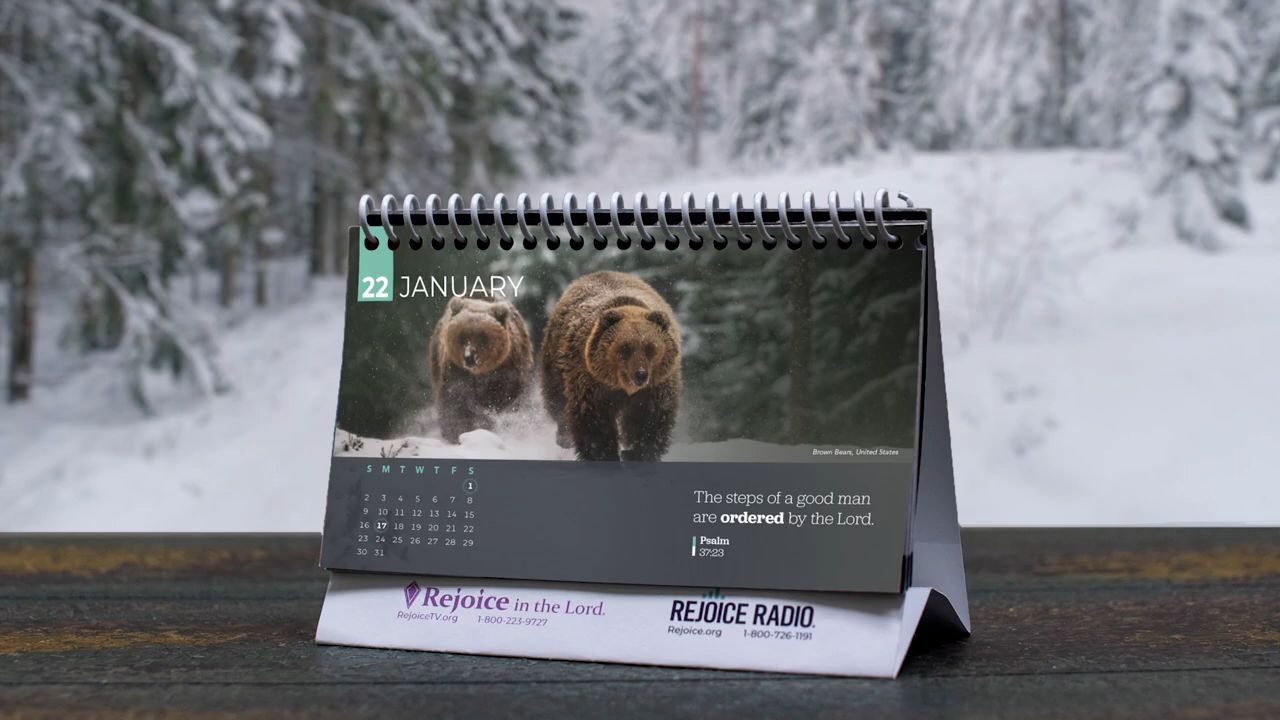 22 JANUARY
Brown Bears, United States
S M T W T F S
1
2 3 4 5 6 7 8
9 10 11 12 13 14 15
16 17 18 19 20 21 22
23 24 25 26 27 28 29
30 31
The steps of a good man
are ordered by the Lord.
Psalm
37:23
Rejoice in the Lord.
RejoiceTV.org 1-800-223-9727
REJOICE RADIO.
Rejoice.org 1-800-726-1191